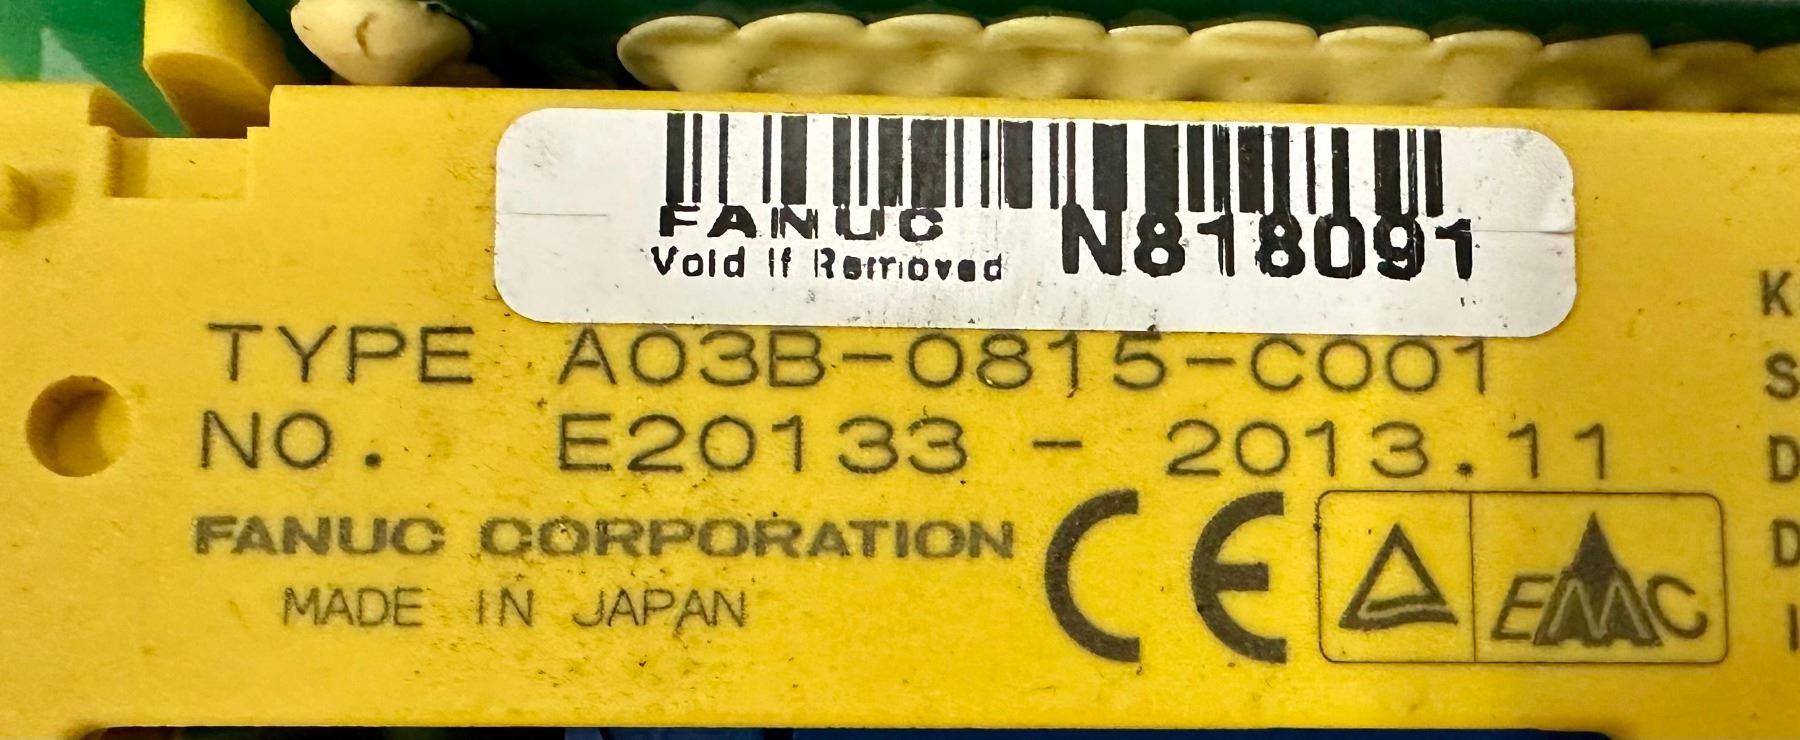 FANUC N818091
Void If Removed
TYPE A03B-0815-C001
NO. E20133 - 2013.11
FANUC CORPORATION
MADE IN JAPAN
CE
EMC
K
S
D
D
I